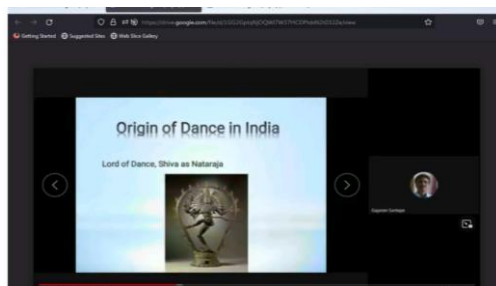 Getting Started Suggested Sites Web Slice Gallery
Origin of Dance in India
Lord of Dance, Shiva as Nataraja